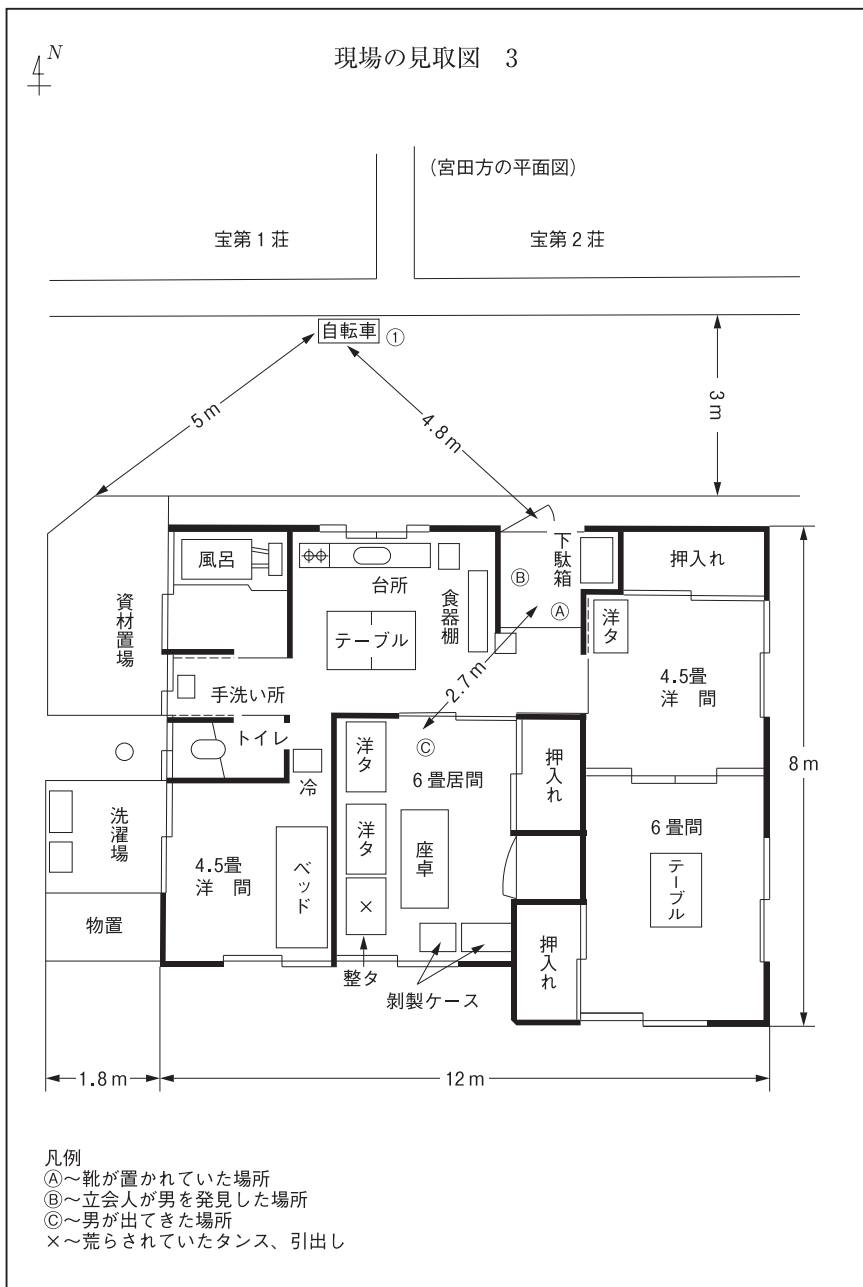 現場の見取図 3
N
(宮田方の平面図)
宝第1荘
宝第2荘
自転車 ①
5m
4.8m
3m
風呂
台所
食器棚
テーブル
下駄箱
Ⓑ
Ⓐ
押入れ
洋タ
4.5畳
洋間
資材置場
手洗い所
トイレ
冷
2.7m
Ⓒ
洋タ
6畳居間
押入れ
8m
洗濯場
4.5畳
洋間
ベッド
洋タ
座卓
×
6畳間
テーブル
物置
整タ
剝製ケース
押入れ
1.8m
12m
凡例
Ⓐ～靴が置かれていた場所
Ⓑ～立会人が男を発見した場所
Ⓒ～男が出てきた場所
×～荒らされていたタンス、引出し